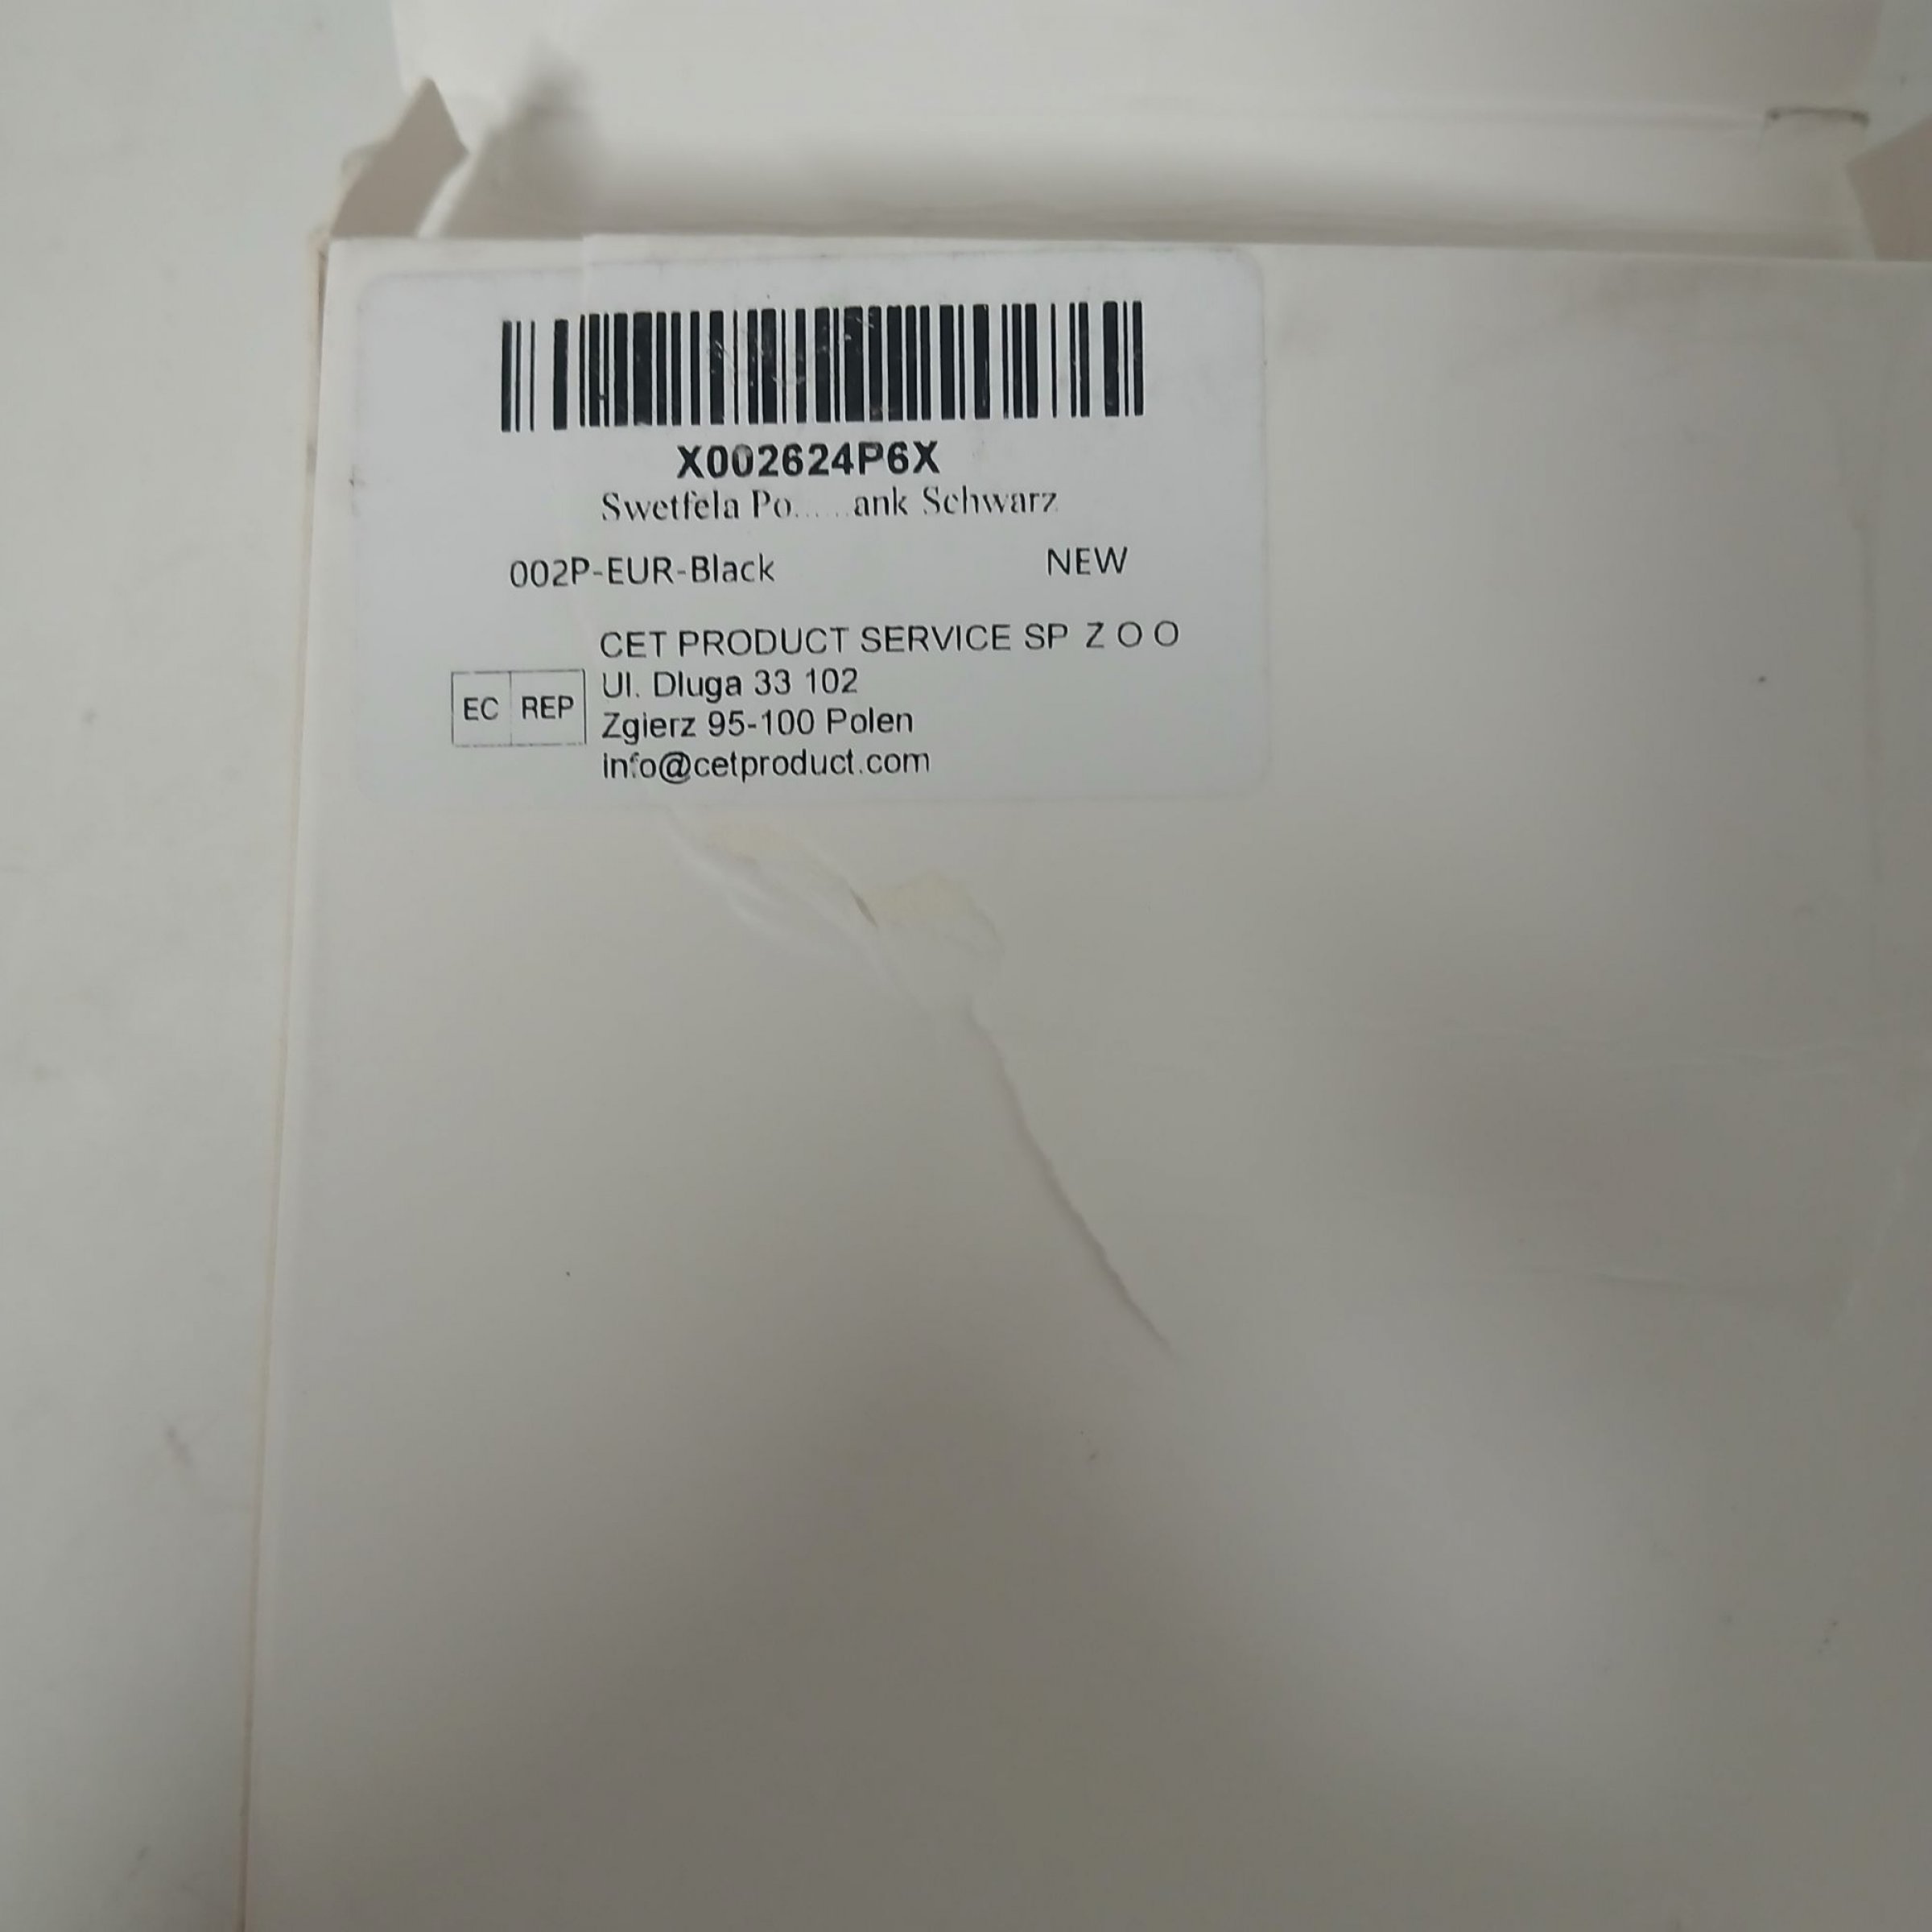 X002624P6X
Swetfela Po......ank Schwarz
002P-EUR-Black NEW
CET PRODUCT SERVICE SP Z O O
EC REP
Ul. Dluga 33 102
Zgierz 95-100 Polen
info@cetproduct.com